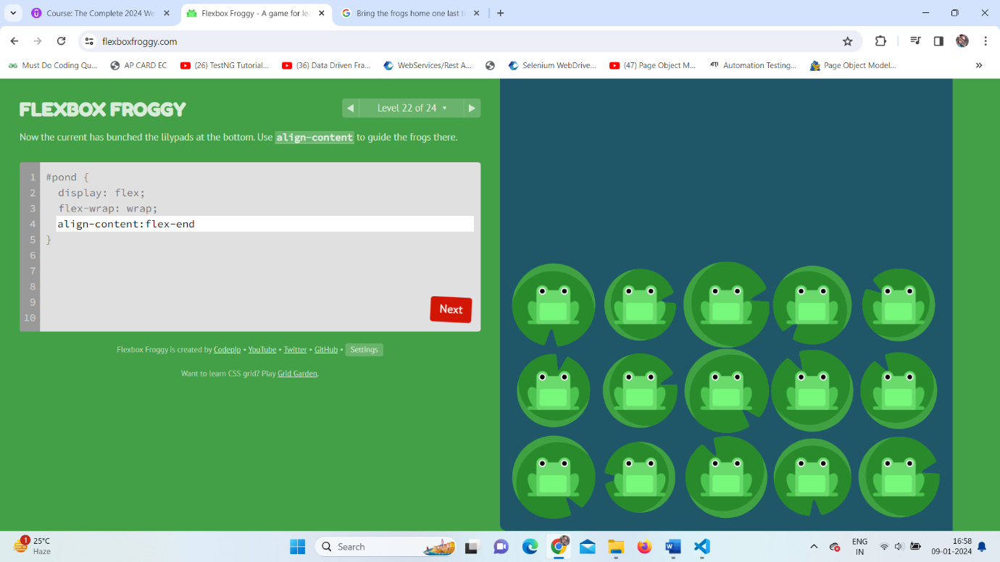 Course: The Complete 2024 We
Flexbox Froggy - A game for lea
Bring the frogs home one last t
flexboxfroggy.com
Must Do Coding Qu...
AP CARD EC
(26) TestNG Tutorial...
(36) Data Driven Fra...
WebServices/Rest A...
Selenium WebDrive...
(47) Page Object M...
Automation Testing...
Page Object Model...
FLEXBOX FROGGY
Level 22 of 24
Now the current has bunched the lilypads at the bottom. Use align-content to guide the frogs there.
1 #pond {
2 display: flex;
3 flex-wrap: wrap;
4 align-content:flex-end
5 }
6
7
8
9
10
Next
Flexbox Froggy is created by Codepip • YouTube • Twitter • GitHub • Settings
Want to learn CSS grid? Play Grid Garden.
1
25°C
Haze
Search
ENG
IN
16:58
09-01-2024